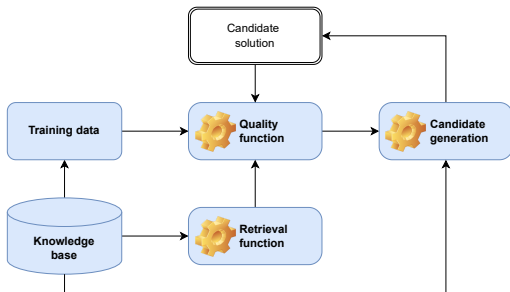 Candidate
solution
Training data
Quality
function
Candidate
generation
Knowledge
base
Retrieval
function